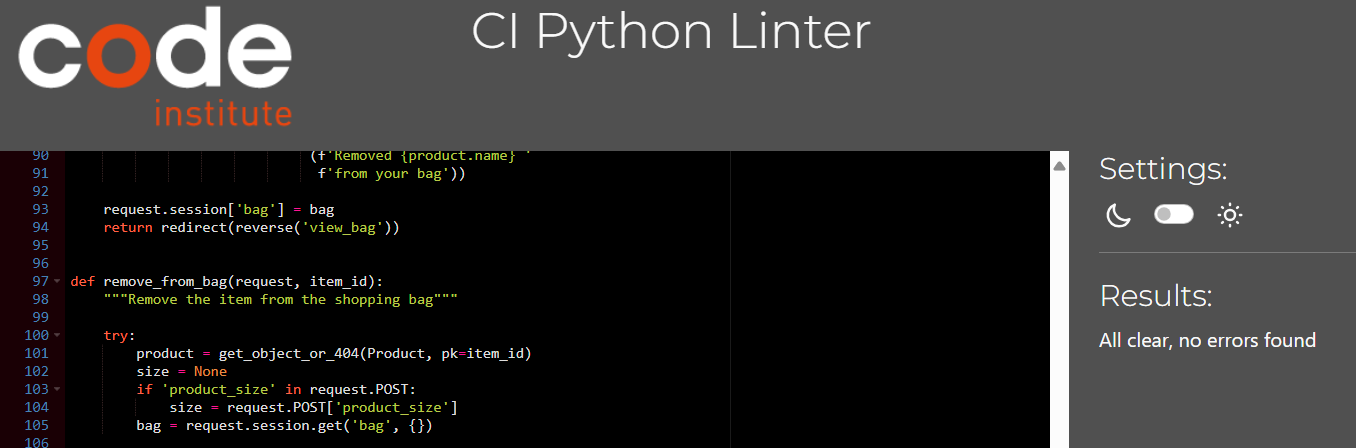 code
institute
CI Python Linter
90 (f'Removed {product.name} '
91 f'from your bag'))
92
93 request.session['bag'] = bag
94 return redirect(reverse('view_bag'))
95
96
97 def remove_from_bag(request, item_id):
98 """Remove the item from the shopping bag"""
99
100 try:
101 product = get_object_or_404(Product, pk=item_id)
102 size = None
103 if 'product_size' in request.POST:
104 size = request.POST['product_size']
105 bag = request.session.get('bag', {})
106
Settings:
Results:
All clear, no errors found